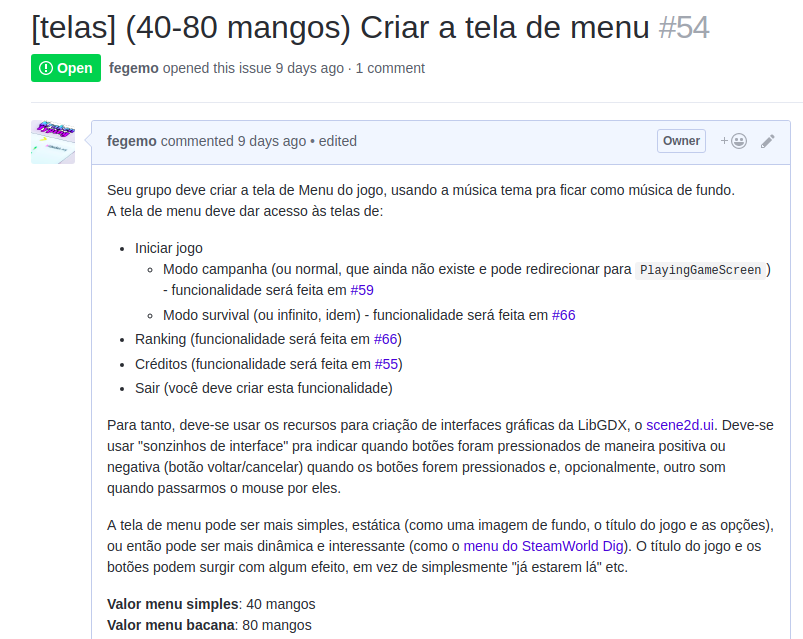 [telas] (40-80 mangos) Criar a tela de menu #54
Open fegemo opened this issue 9 days ago · 1 comment
fegemo commented 9 days ago • edited Owner
Seu grupo deve criar a tela de Menu do jogo, usando a música tema pra ficar como música de fundo.
A tela de menu deve dar acesso às telas de:
• Iniciar jogo
◦ Modo campanha (ou normal, que ainda não existe e pode redirecionar para PlayingGameScreen )
- funcionalidade será feita em #59
◦ Modo survival (ou infinito, idem) - funcionalidade será feita em #66
• Ranking (funcionalidade será feita em #66)
• Créditos (funcionalidade será feita em #55)
• Sair (você deve criar esta funcionalidade)
Para tanto, deve-se usar os recursos para criação de interfaces gráficas da LibGDX, o scene2d.ui. Deve-se
usar "sonzinhos de interface" pra indicar quando botões foram pressionados de maneira positiva ou
negativa (botão voltar/cancelar) quando os botões forem pressionados e, opcionalmente, outro som
quando passarmos o mouse por eles.
A tela de menu pode ser mais simples, estática (como uma imagem de fundo, o título do jogo e as opções),
ou então pode ser mais dinâmica e interessante (como o menu do SteamWorld Dig). O título do jogo e os
botões podem surgir com algum efeito, em vez de simplesmente "já estarem lá" etc.
Valor menu simples: 40 mangos
Valor menu bacana: 80 mangos